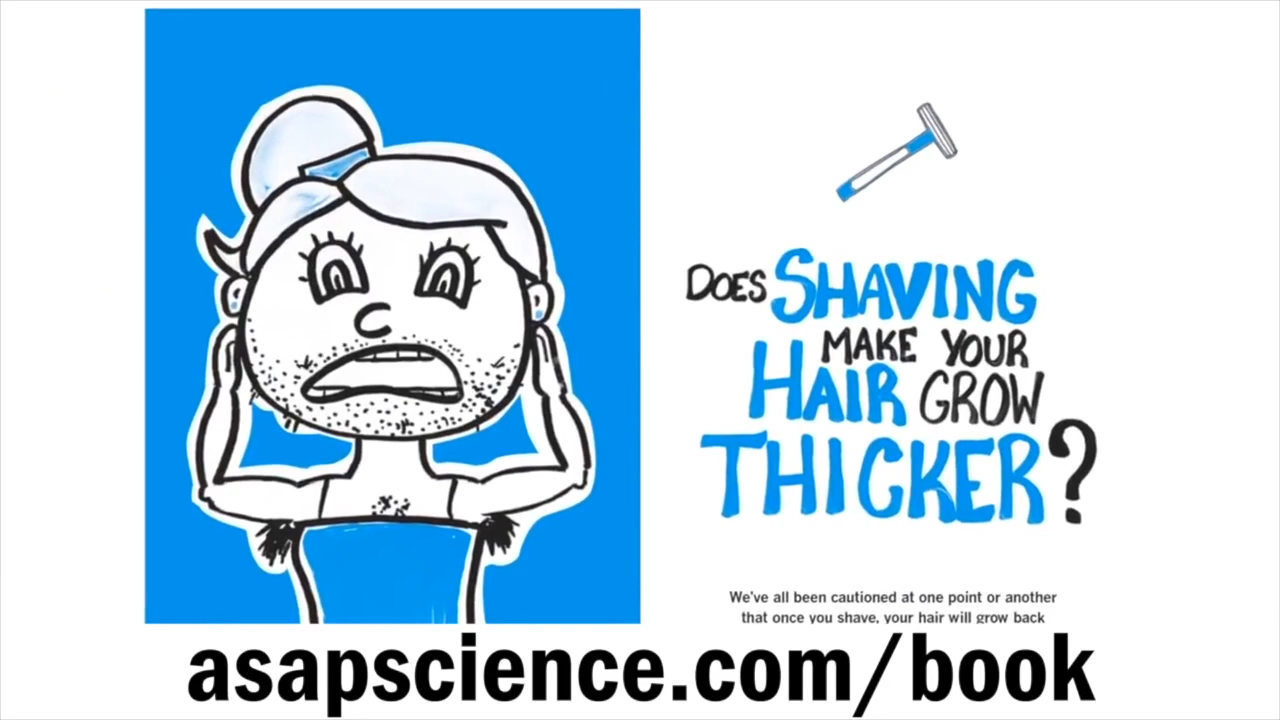 DOES SHAVING
MAKE YOUR
HAIR GROW
THICKER?
We've all been cautioned at one point or another
that once you shave, your hair will grow back
asapscience.com/book